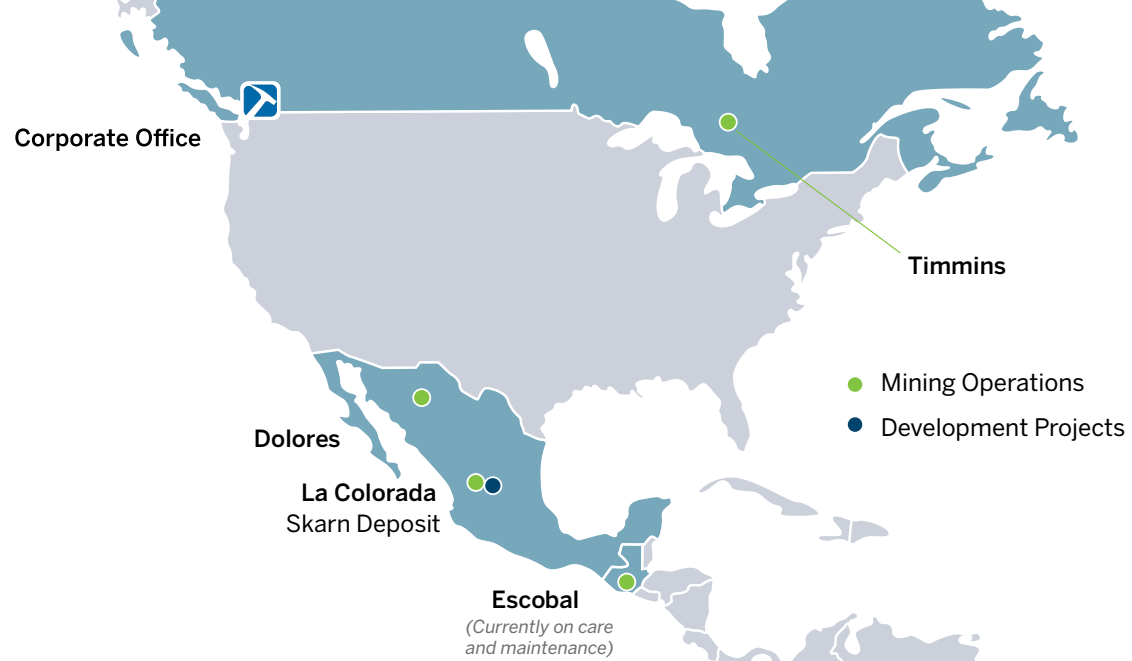 Corporate Office
Timmins
Mining Operations
Development Projects
Dolores
La Colorada
Skarn Deposit
Escobal
(Currently on care
and maintenance)